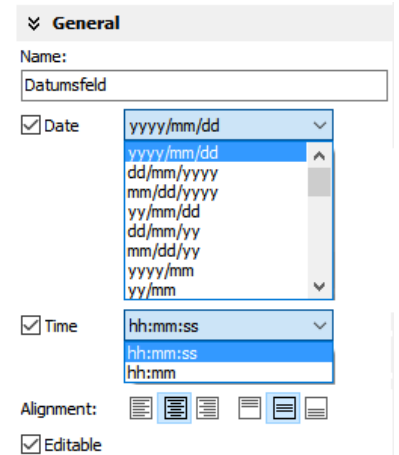 General
Name:
Datumsfeld
Date yyyy/mm/dd
yyyy/mm/dd
dd/mm/yyyy
mm/dd/yyyy
yy/mm/dd
dd/mm/yy
mm/dd/yy
yyyy/mm
yy/mm
Time hh:mm:ss
hh:mm:ss
hh:mm
Alignment:
Editable